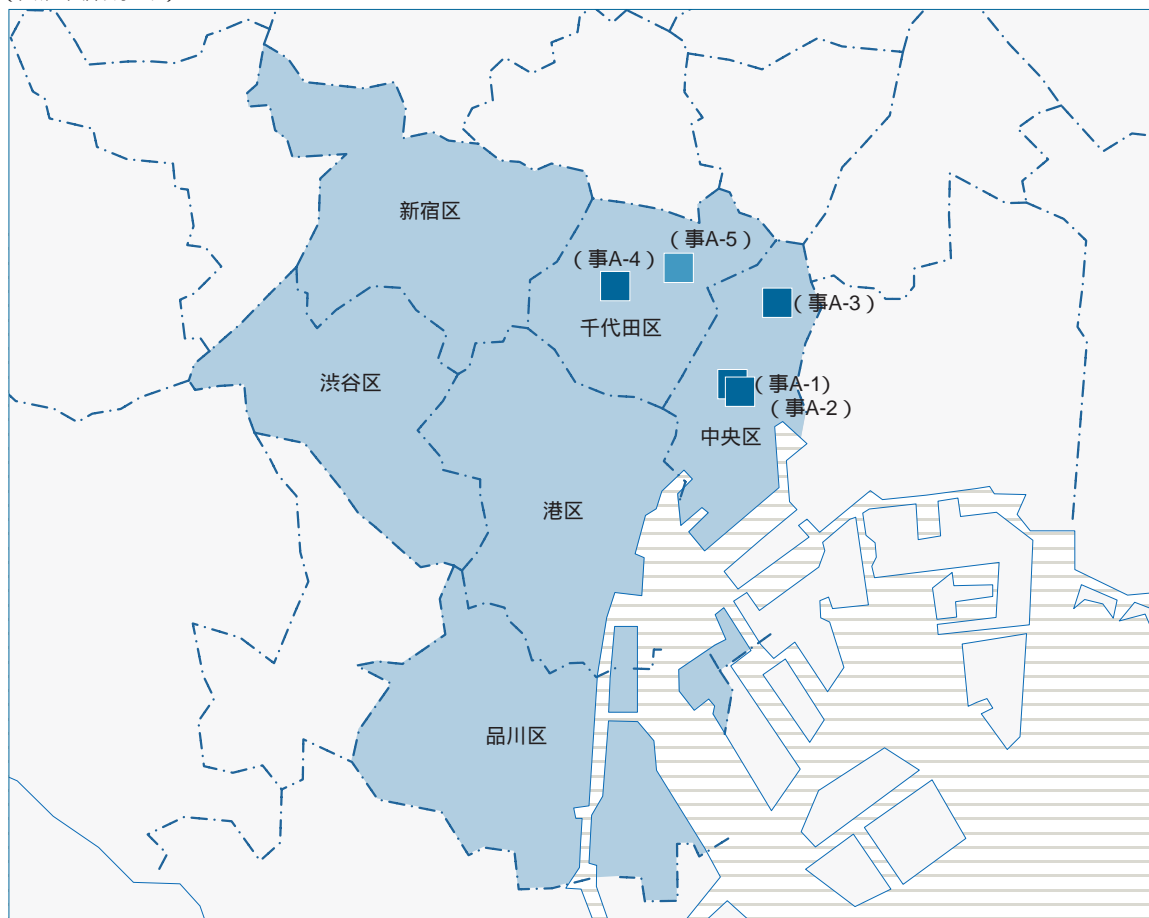 新宿区
（事A-5）
（事A-4）
（事A-3）
千代田区
渋谷区
（事A-1）
（事A-2）
中央区
港区
品川区